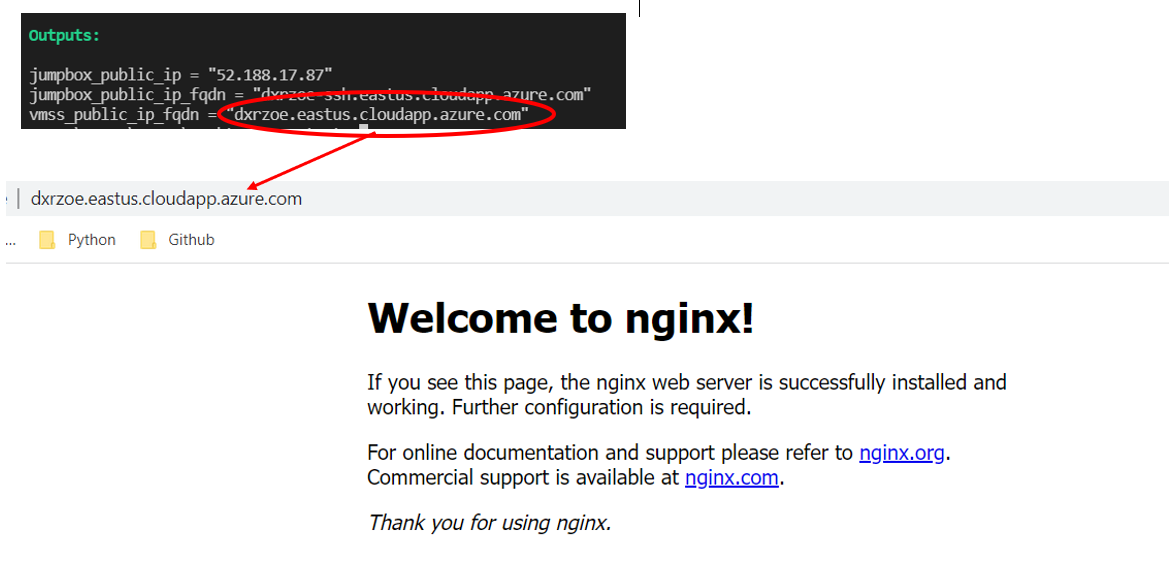 Outputs:
jumpbox_public_ip = "52.188.17.87"
jumpbox_public_ip_fqdn = "dxrzoe-ssh.eastus.cloudapp.azure.com"
vmss_public_ip_fqdn = "dxrzoe.eastus.cloudapp.azure.com"
dxrzoe.eastus.cloudapp.azure.com
... Python Github
Welcome to nginx!
If you see this page, the nginx web server is successfully installed and
working. Further configuration is required.
For online documentation and support please refer to nginx.org.
Commercial support is available at nginx.com.
Thank you for using nginx.